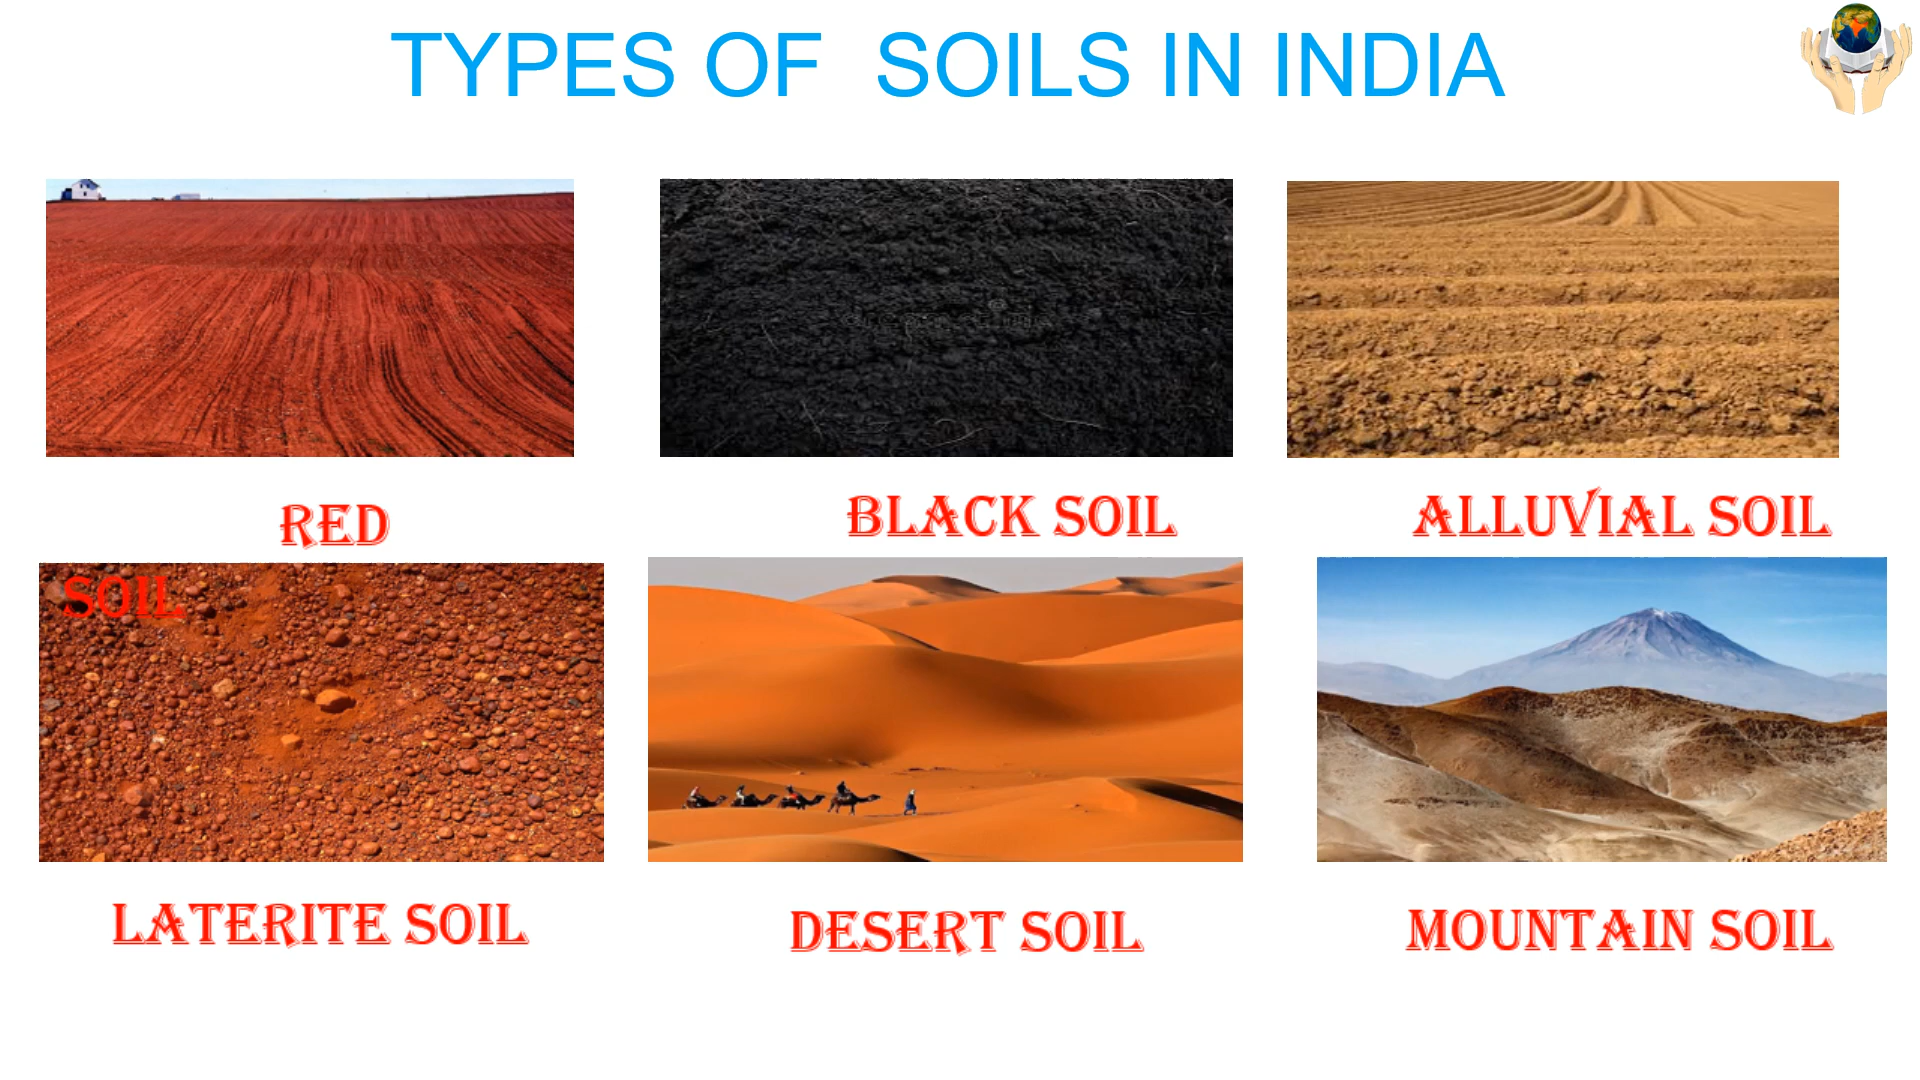 TYPES OF  SOILS IN INDIA
RED
SOIL
BLACK SOIL
ALLUVIAL SOIL
LATERITE SOIL
DESERT SOIL
MOUNTAIN SOIL